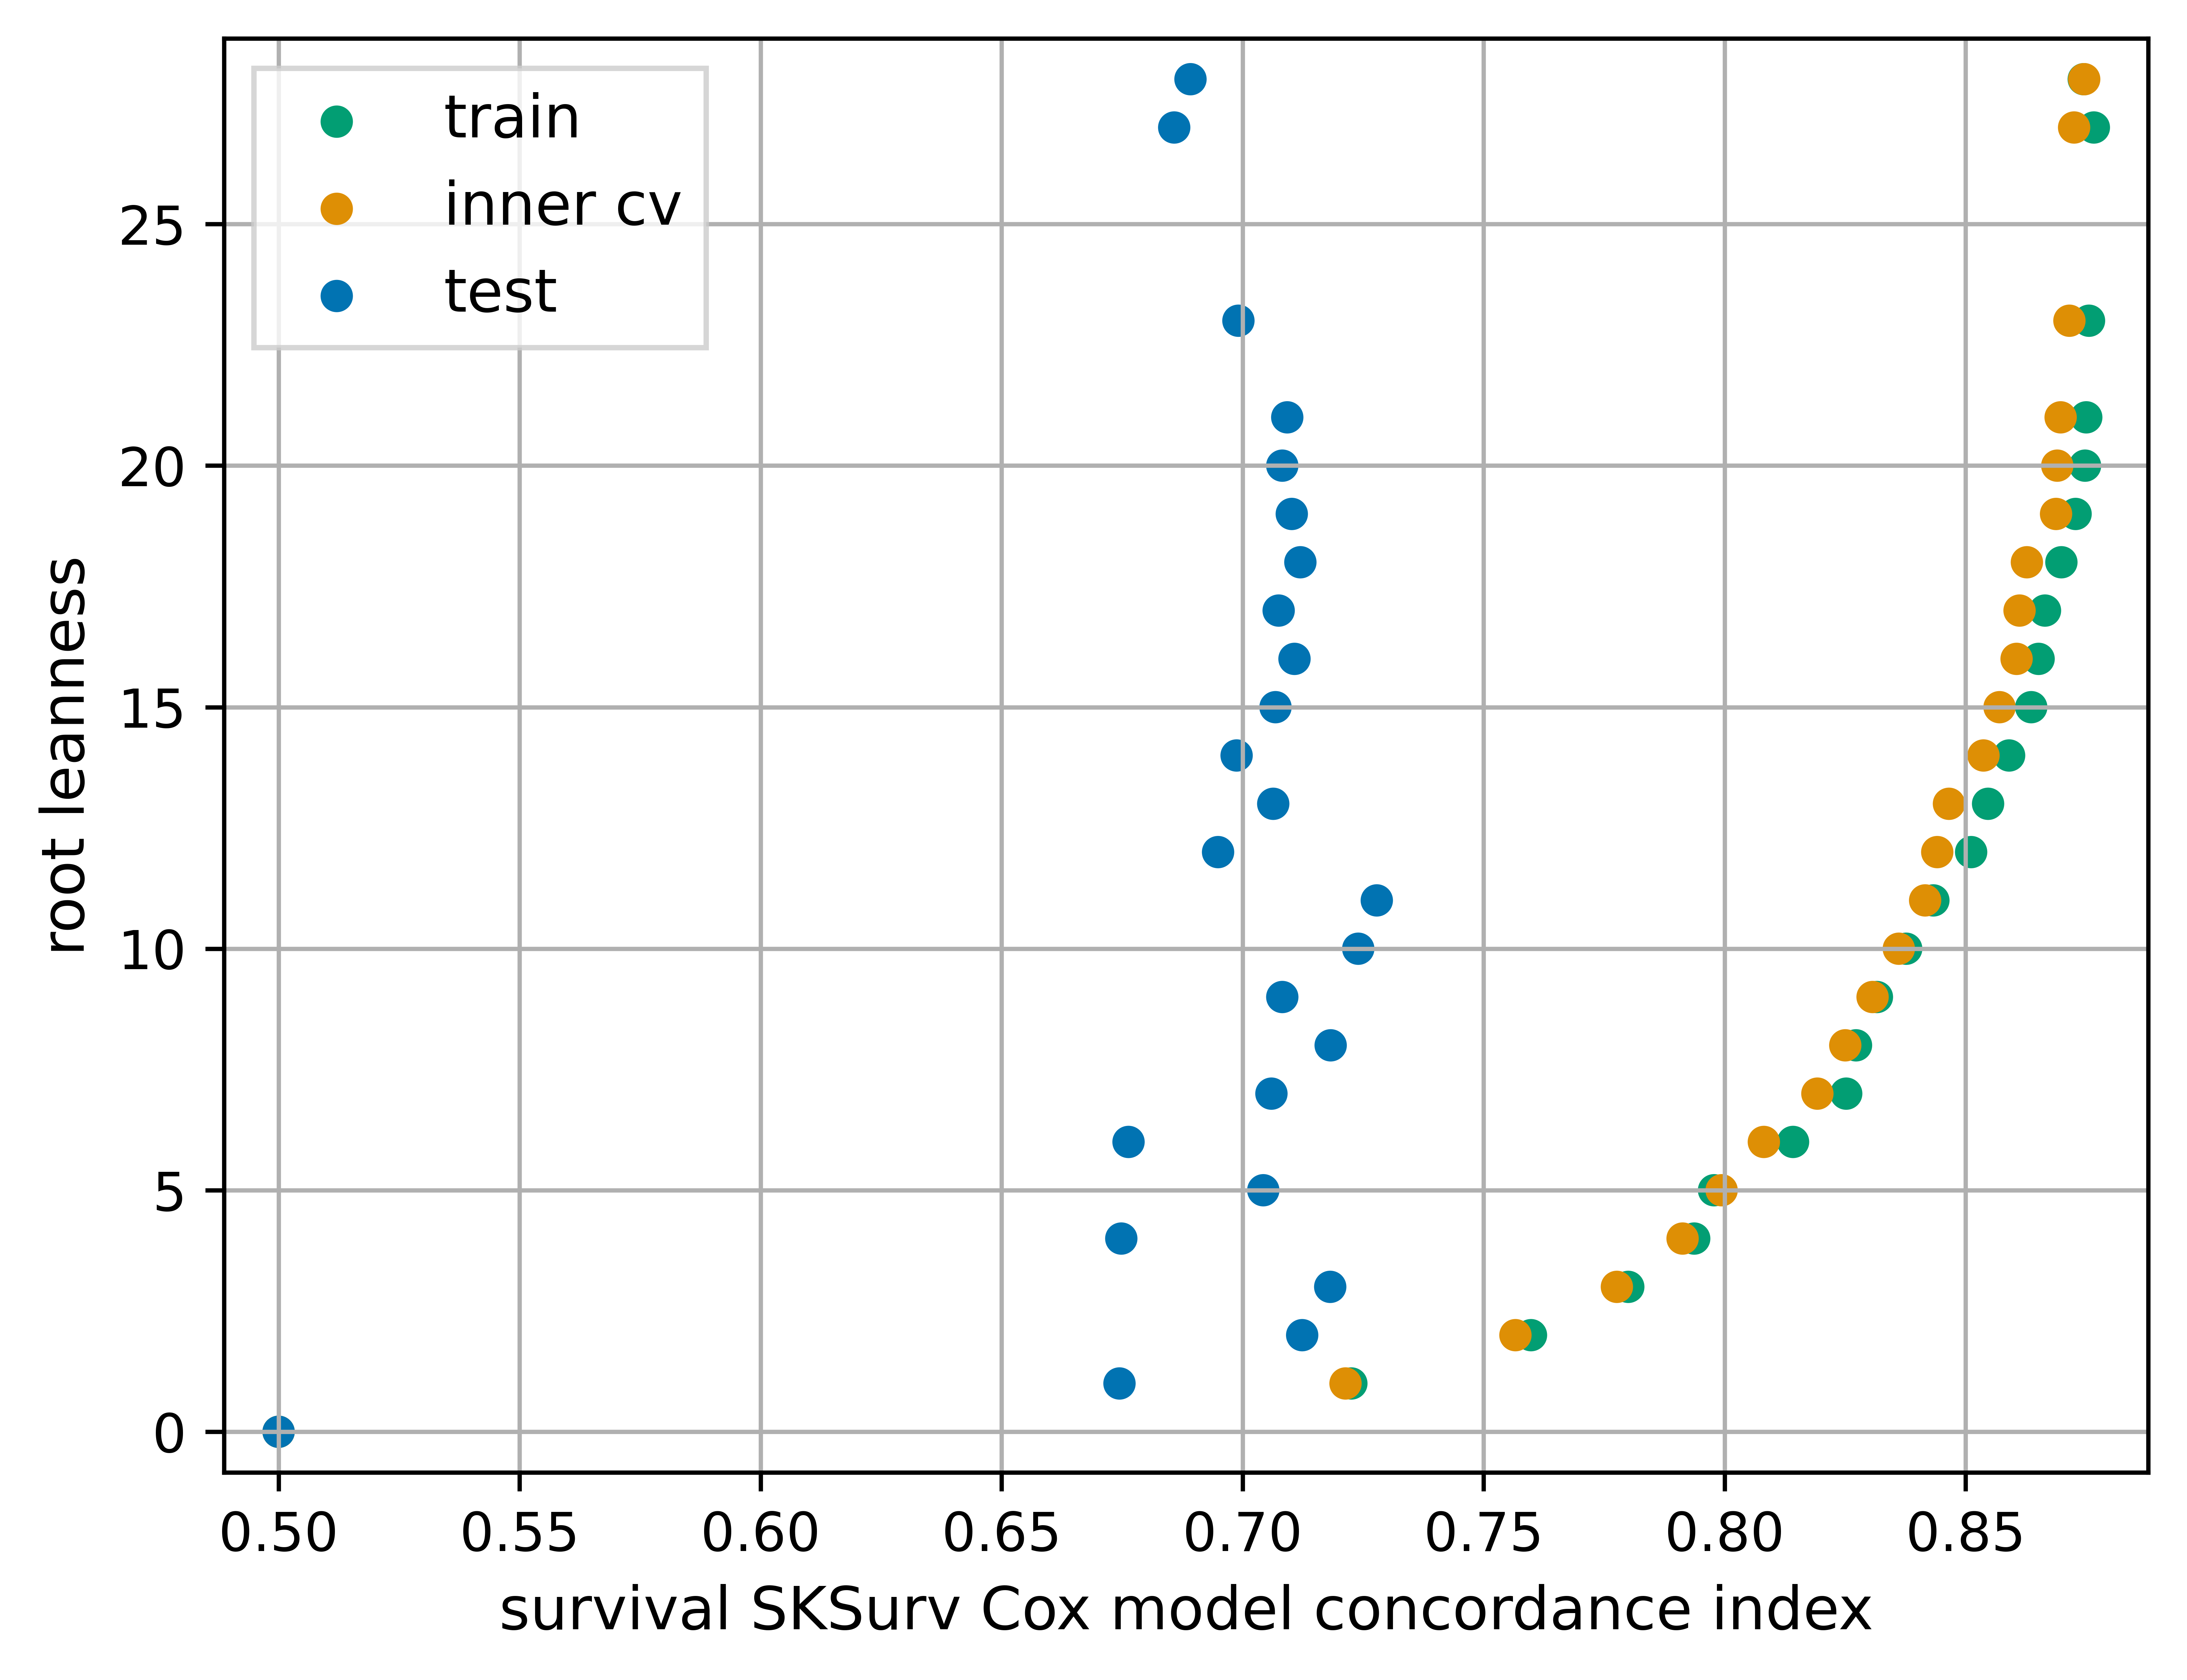 train
inner cv
test
25
20
15
10
5
0
root leanness
0.50 0.55 0.60 0.65 0.70 0.75 0.80 0.85
survival SKSurv Cox model concordance index